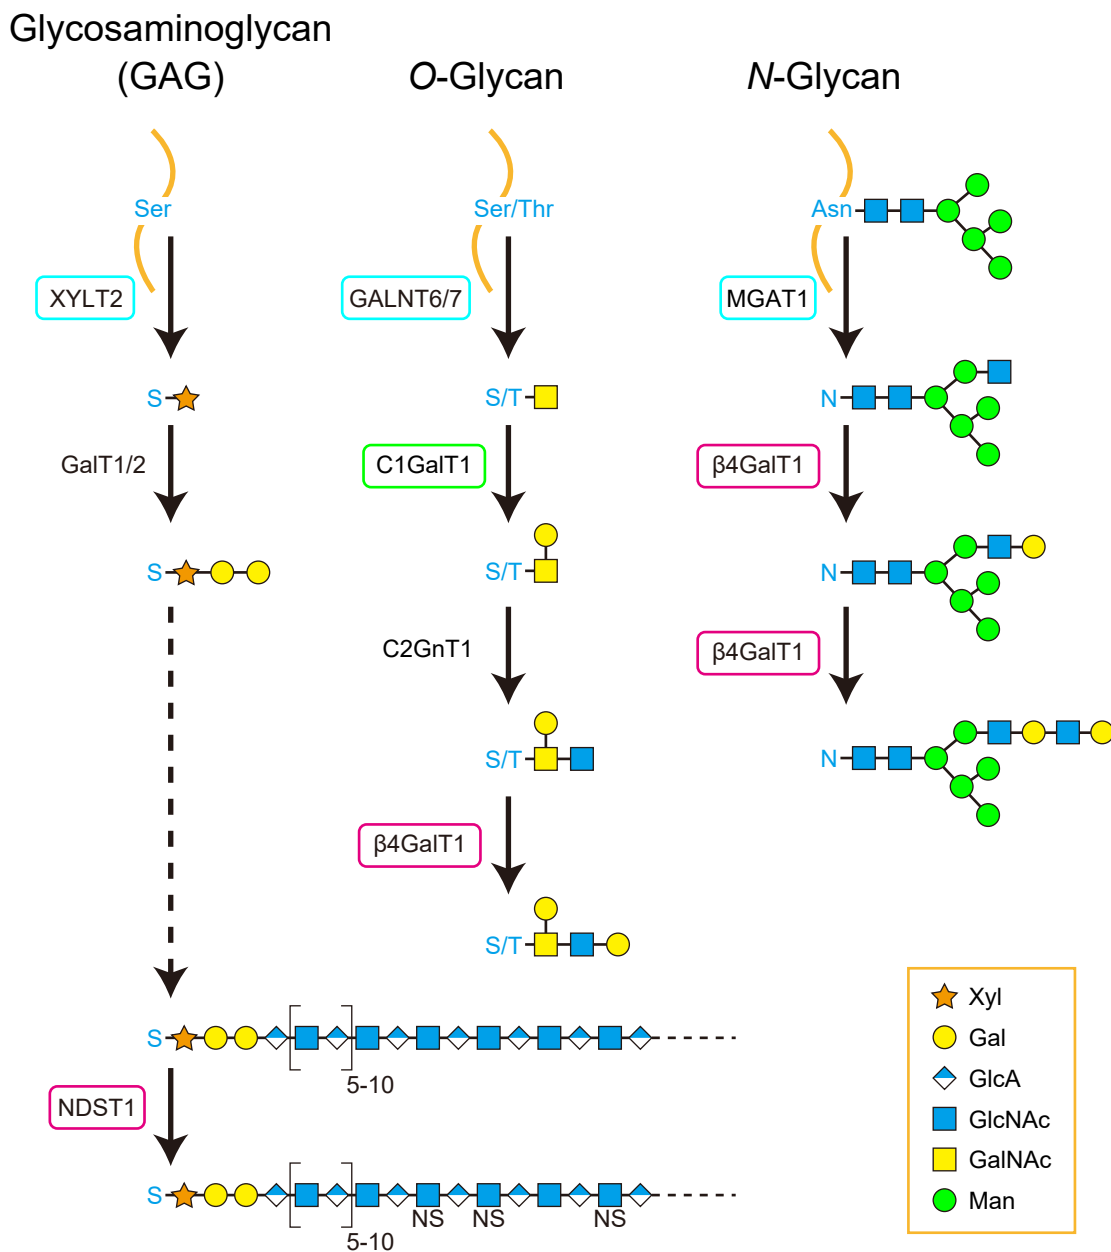 Glycosaminoglycan
(GAG)
O-Glycan
N-Glycan
Ser
Ser/Thr
Asn
XYLT2
GALNT6/7
MGAT1
S
S/T
N
GalT1/2
C1GalT1
β4GalT1
S
S/T
N
C2GnT1
β4GalT1
S/T
N
β4GalT1
S/T
S
5-10
NDST1
S
NS
NS
NS
5-10
Xyl
Gal
GlcA
GlcNAc
GalNAc
Man